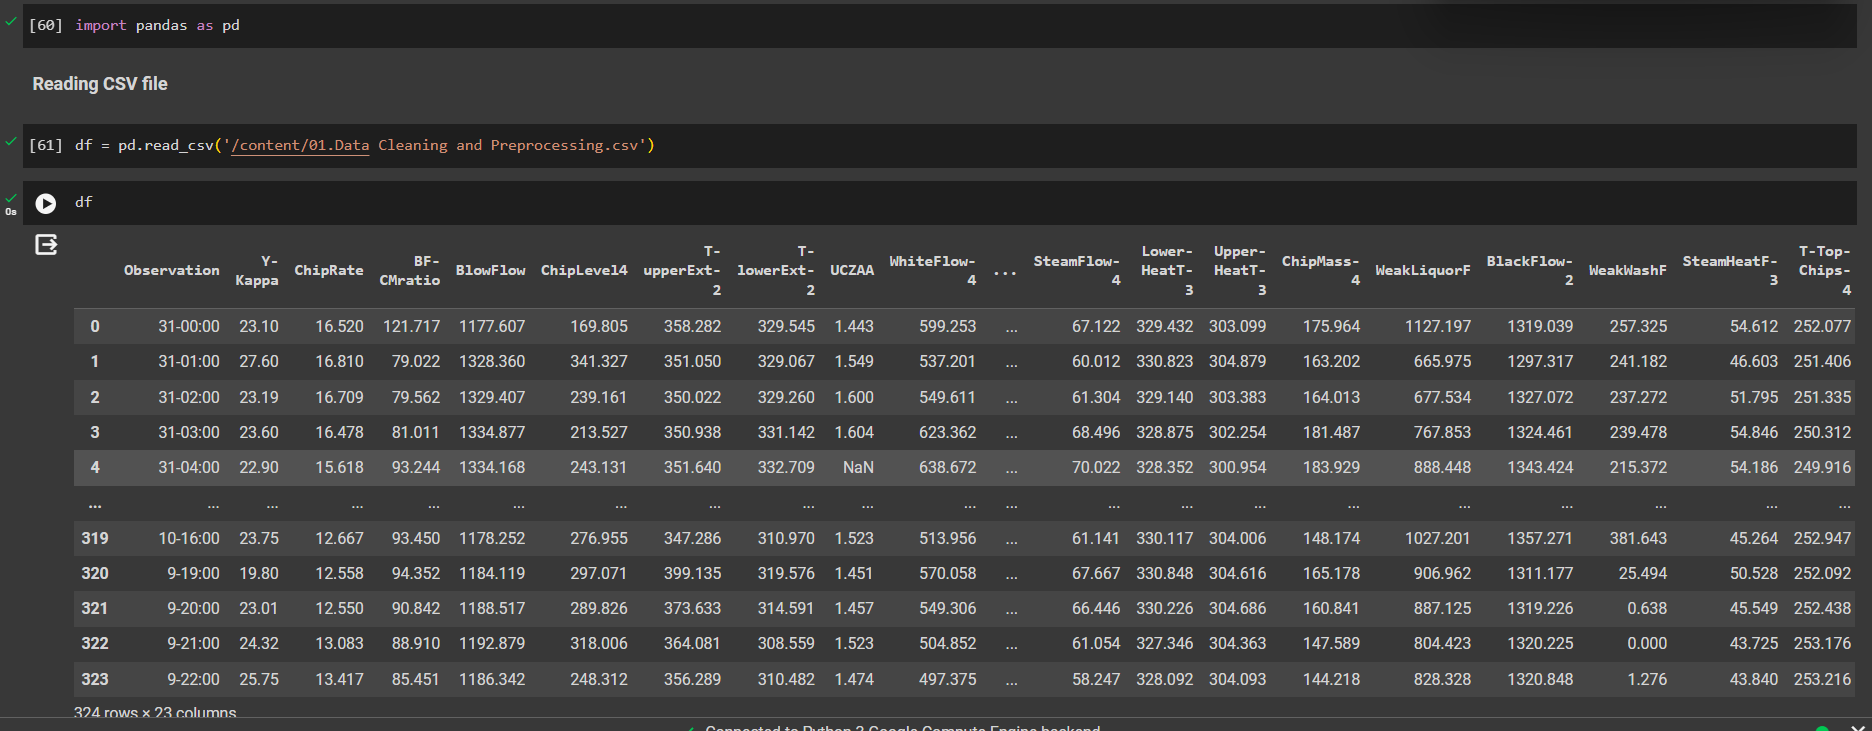 [60] import pandas as pd
Reading CSV file
[61] df = pd.read_csv('/content/01.Data Cleaning and Preprocessing.csv')
0s df
Observation Y-Kappa ChipRate BF-CMratio BlowFlow ChipLevel4 T-upperExt-2 T-lowerExt-2 UCZAA WhiteFlow-4 ... SteamFlow-4 Lower-HeatT-3 Upper-HeatT-3 ChipMass-4 WeakLiquorF BlackFlow-2 WeakWashF SteamHeatF-3 T-Top-Chips-4
0 31-00:00 23.10 16.520 121.717 1177.607 169.805 358.282 329.545 1.443 599.253 ... 67.122 329.432 303.099 175.964 1127.197 1319.039 257.325 54.612 252.077
1 31-01:00 27.60 16.810 79.022 1328.360 341.327 351.050 329.067 1.549 537.201 ... 60.012 330.823 304.879 163.202 665.975 1297.317 241.182 46.603 251.406
2 31-02:00 23.19 16.709 79.562 1329.407 239.161 350.022 329.260 1.600 549.611 ... 61.304 329.140 303.383 164.013 677.534 1327.072 237.272 51.795 251.335
3 31-03:00 23.60 16.478 81.011 1334.877 213.527 350.938 331.142 1.604 623.362 ... 68.496 328.875 302.254 181.487 767.853 1324.461 239.478 54.846 250.312
4 31-04:00 22.90 15.618 93.244 1334.168 243.131 351.640 332.709 NaN 638.672 ... 70.022 328.352 300.954 183.929 888.448 1343.424 215.372 54.186 249.916
... ... ... ... ... ... ... ... ... ... ... ... ... ... ... ... ... ... ... ... ...
319 10-16:00 23.75 12.667 93.450 1178.252 276.955 347.286 310.970 1.523 513.956 ... 61.141 330.117 304.006 148.174 1027.201 1357.271 381.643 45.264 252.947
320 9-19:00 19.80 12.558 94.352 1184.119 297.071 399.135 319.576 1.451 570.058 ... 67.667 330.848 304.616 165.178 906.962 1311.177 25.494 50.528 252.092
321 9-20:00 23.01 12.550 90.842 1188.517 289.826 373.633 314.591 1.457 549.306 ... 66.446 330.226 304.686 160.841 887.125 1319.226 0.638 45.549 252.438
322 9-21:00 24.32 13.083 88.910 1192.879 318.006 364.081 308.559 1.523 504.852 ... 61.054 327.346 304.363 147.589 804.423 1320.225 0.000 43.725 253.176
323 9-22:00 25.75 13.417 85.451 1186.342 248.312 356.289 310.482 1.474 497.375 ... 58.247 328.092 304.093 144.218 828.328 1320.848 1.276 43.840 253.216
324 rows × 23 columns
Connected to Python 3 Google Compute Engine backend